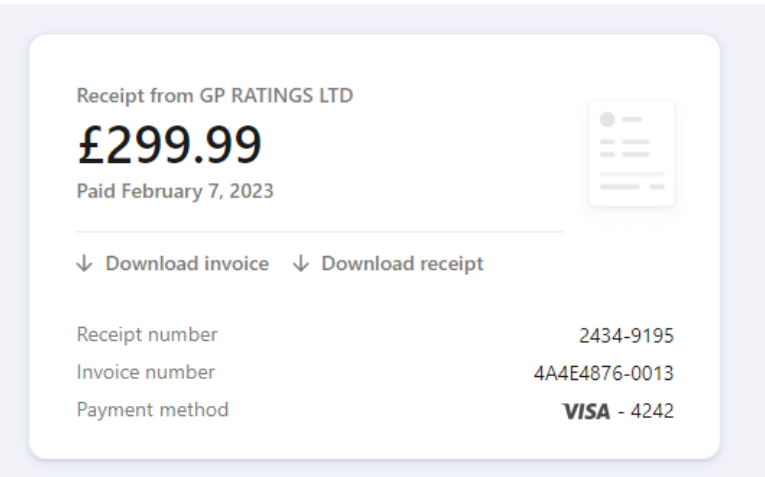 Receipt from GP RATINGS LTD
£299.99
Paid February 7, 2023
Download invoice Download receipt
Receipt number 2434-9195
Invoice number 4A4E4876-0013
Payment method VISA - 4242